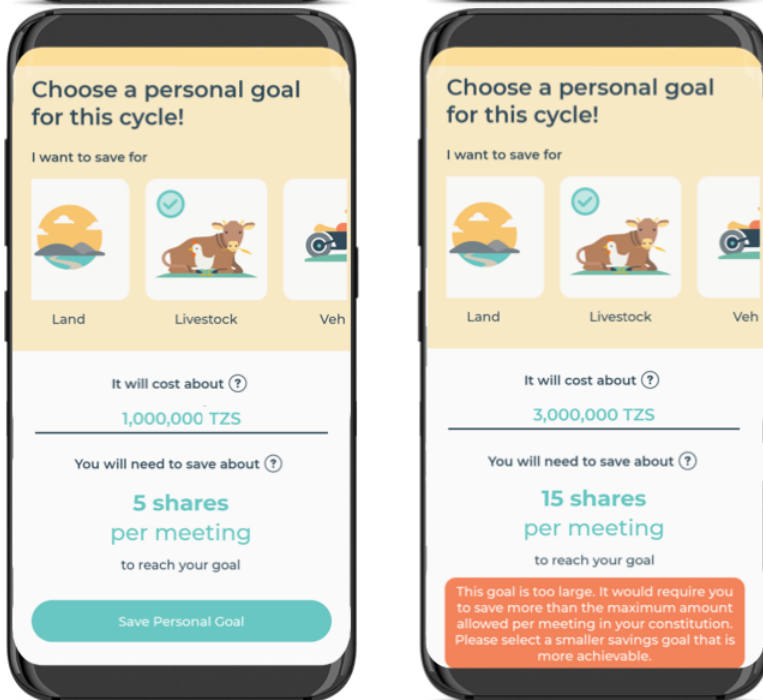 Choose a personal goal
for this cycle!
I want to save for
Land
Livestock
Veh
It will cost about ?
1,000,000 TZS
You will need to save about ?
5 shares
per meeting
to reach your goal
Save Personal Goal
Choose a personal goal
for this cycle!
I want to save for
Land
Livestock
Veh
It will cost about ?
3,000,000 TZS
You will need to save about ?
15 shares
per meeting
to reach your goal
This goal is too large. It would require you
to save more than the maximum amount
allowed per meeting in your constitution.
Please select a smaller savings goal that is
more achievable.